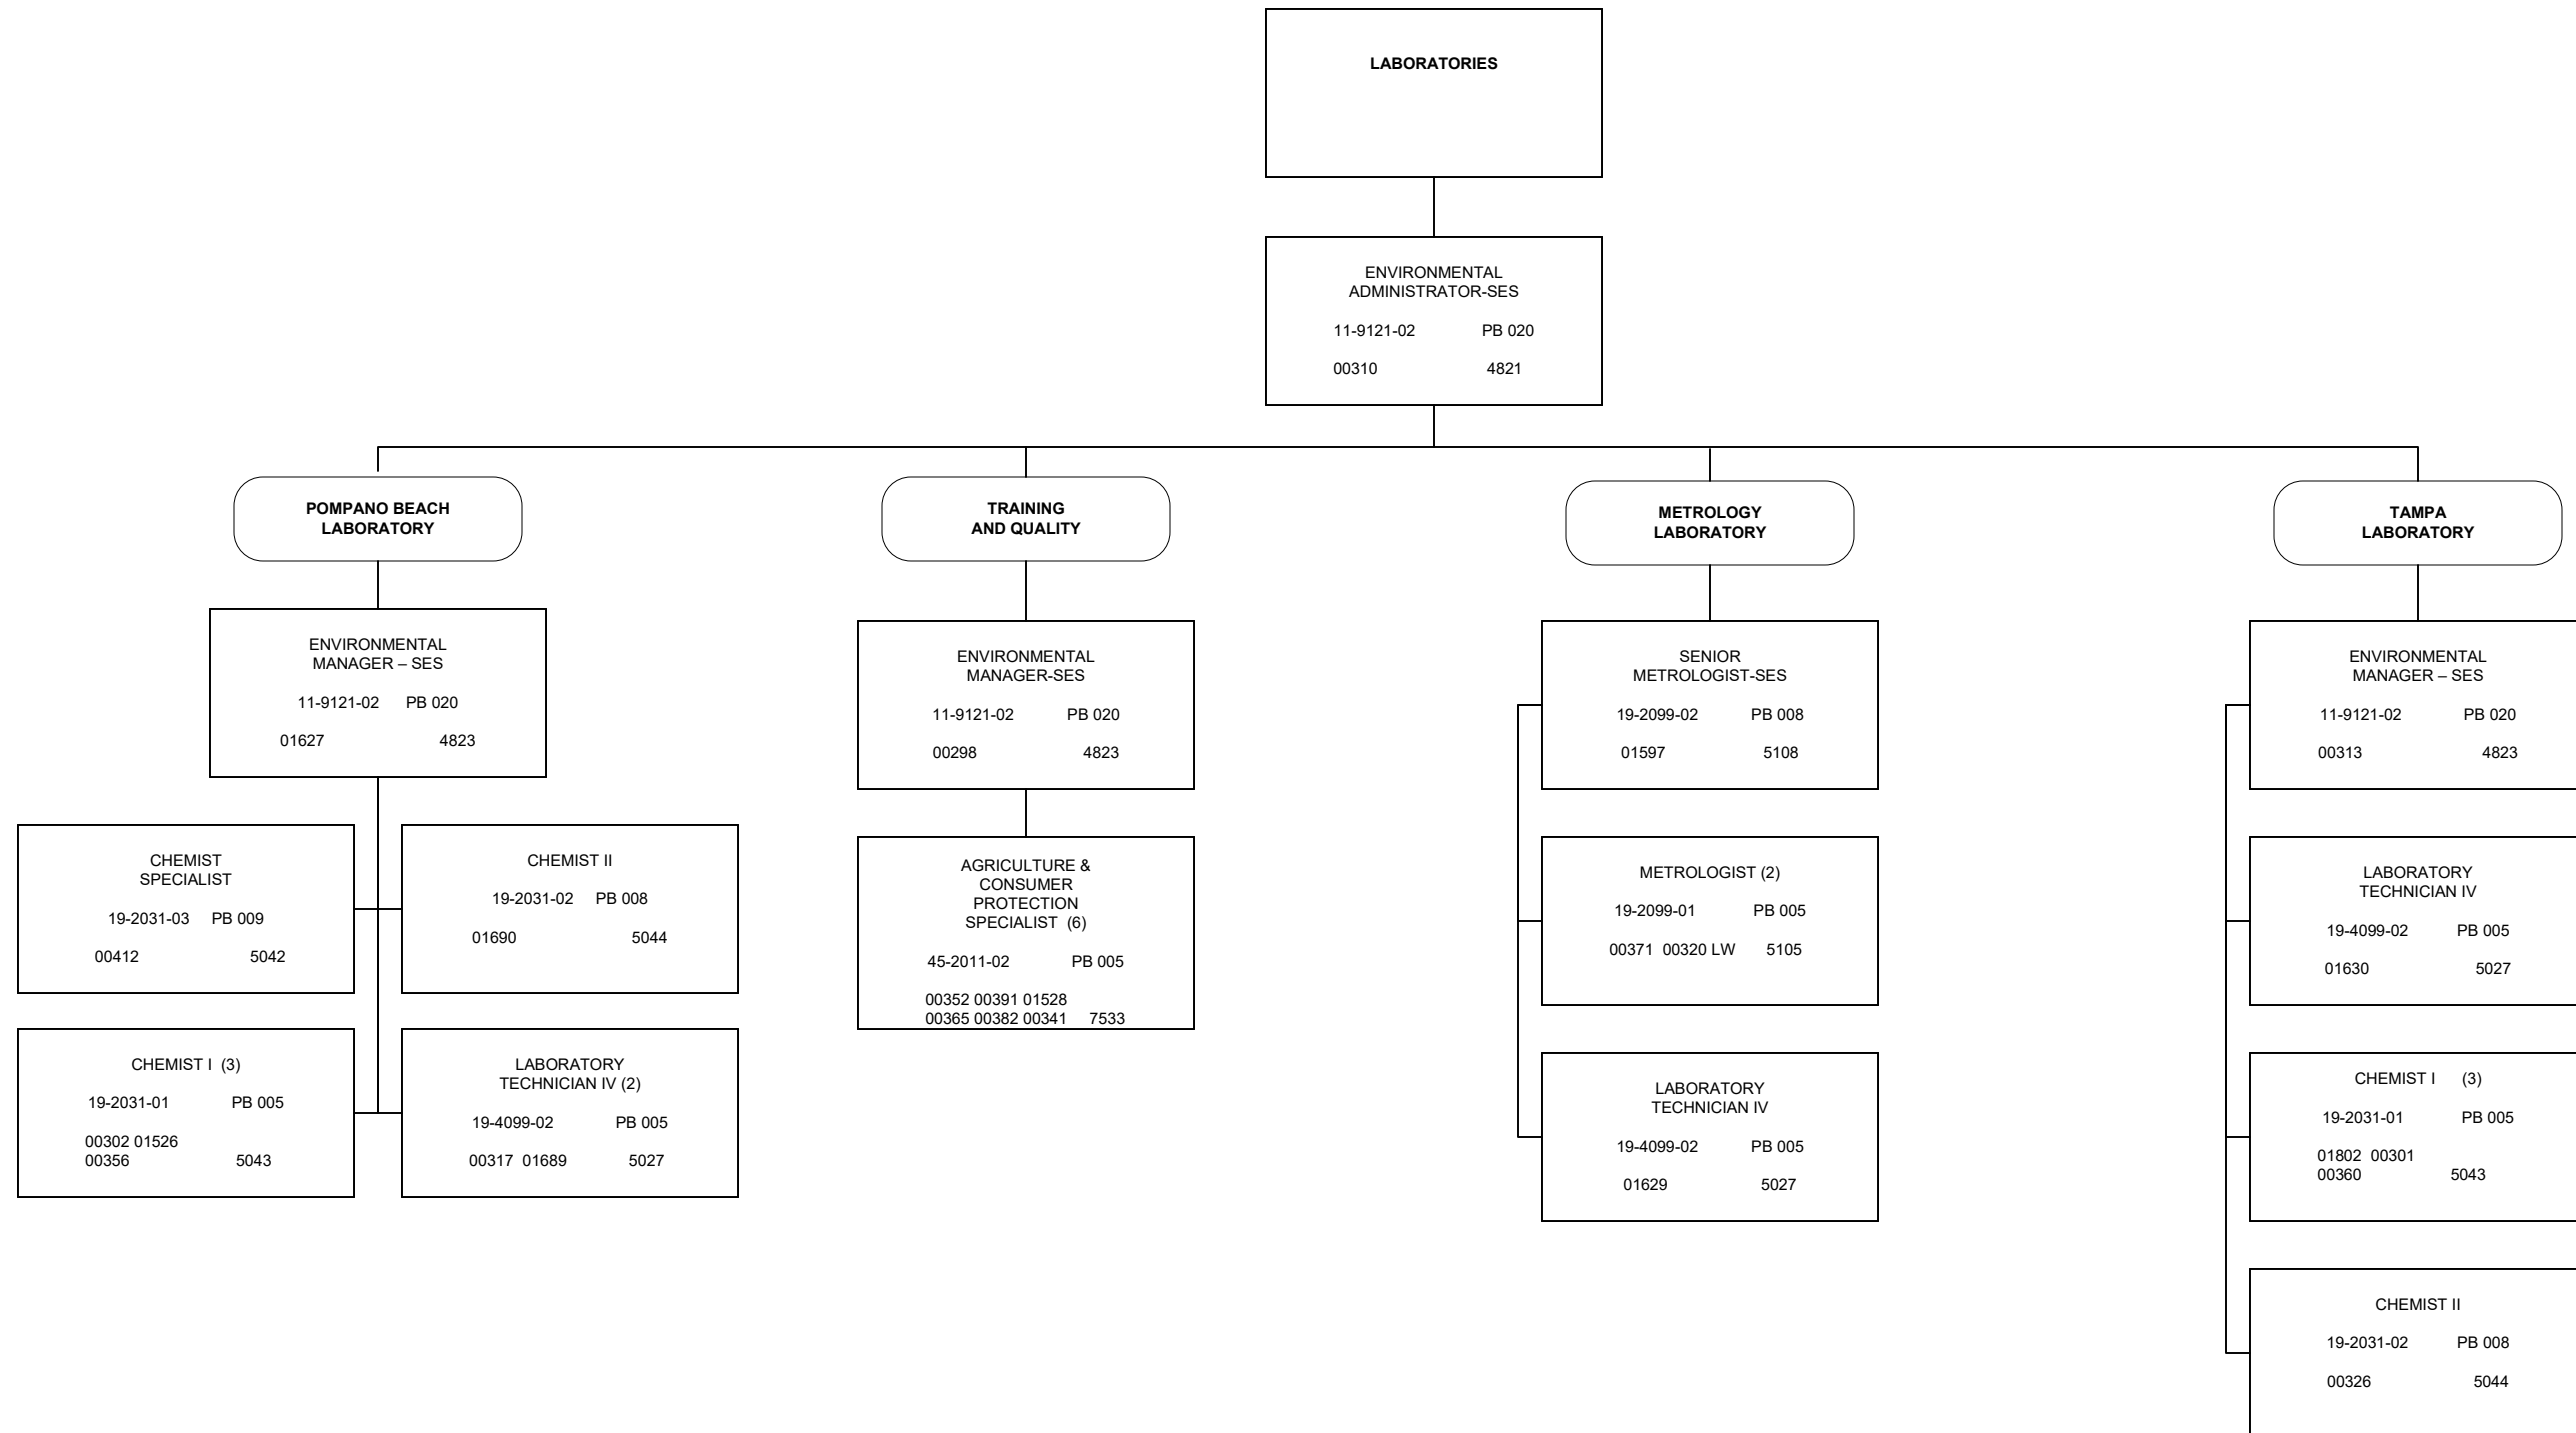 LABORATORIES
ENVIRONMENTAL
ADMINISTRATOR-SES
11-9121-02 PB 020
00310 4821
POMPANO BEACH
LABORATORY
ENVIRONMENTAL
MANAGER – SES
11-9121-02 PB 020
01627 4823
CHEMIST
SPECIALIST
19-2031-03 PB 009
00412 5042
CHEMIST II
19-2031-02 PB 008
01690 5044
CHEMIST I (3)
19-2031-01 PB 005
00302 01526
00356 5043
LABORATORY
TECHNICIAN IV (2)
19-4099-02 PB 005
00317 01689 5027
TRAINING
AND QUALITY
ENVIRONMENTAL
MANAGER-SES
11-9121-02 PB 020
00298 4823
AGRICULTURE &
CONSUMER
PROTECTION
SPECIALIST (6)
45-2011-02 PB 005
00352 00391 01528
00365 00382 00341 7533
METROLOGY
LABORATORY
SENIOR
METROLOGIST-SES
19-2099-02 PB 008
01597 5108
METROLOGIST (2)
19-2099-01 PB 005
00371 00320 LW 5105
LABORATORY
TECHNICIAN IV
19-4099-02 PB 005
01629 5027
TAMPA
LABORATORY
ENVIRONMENTAL
MANAGER – SES
11-9121-02 PB 020
00313 4823
LABORATORY
TECHNICIAN IV
19-4099-02 PB 005
01630 5027
CHEMIST I (3)
19-2031-01 PB 005
01802 00301
00360 5043
CHEMIST II
19-2031-02 PB 008
00326 5044